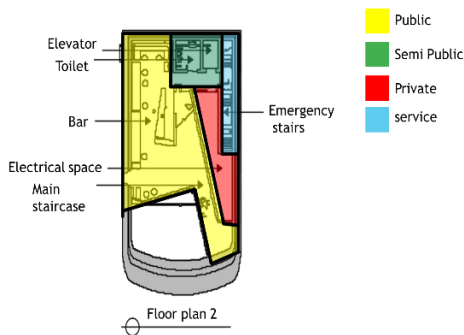 Elevator
Toilet
Bar
Electrical space
Main
staircase
Emergency
stairs
Public
Semi Public
Private
service
Floor plan 2